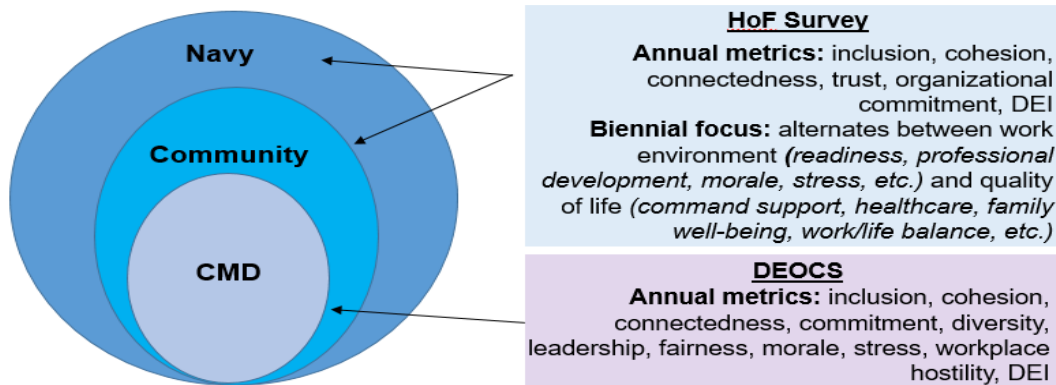 Navy
Community
CMD
HoF Survey
Annual metrics: inclusion, cohesion,
connectedness, trust, organizational
commitment, DEI
Biennial focus: alternates between work
environment (readiness, professional
development, morale, stress, etc.) and quality
of life (command support, healthcare, family
well-being, work/life balance, etc.)
DEOCS
Annual metrics: inclusion, cohesion,
connectedness, commitment, diversity,
leadership, fairness, morale, stress, workplace
hostility, DEI